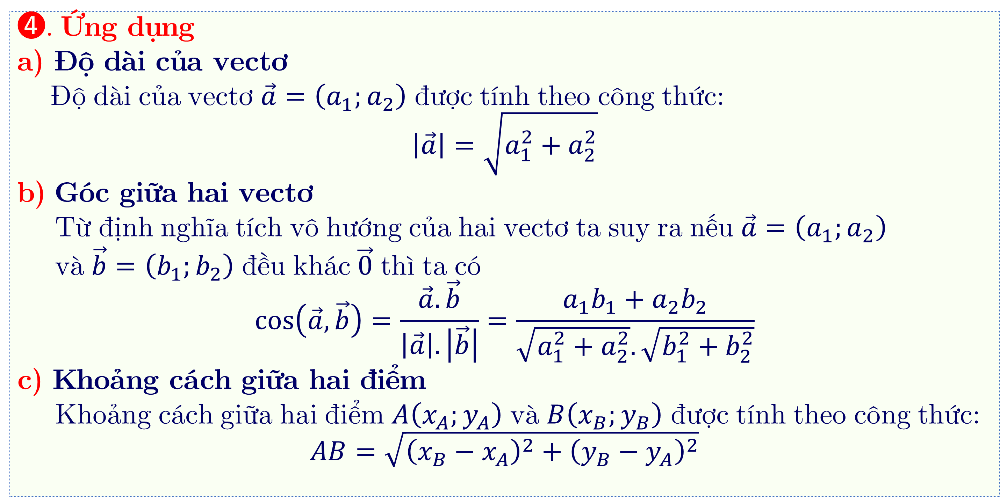 ❹. Ứng dụng
a) Độ dài của vectơ
Độ dài của vectơ $\vec{a} = (a_1; a_2)$ được tính theo công thức:
$|\vec{a}| = \sqrt{a_1^2 + a_2^2}$
b) Góc giữa hai vectơ
Từ định nghĩa tích vô hướng của hai vectơ ta suy ra nếu $\vec{a} = (a_1; a_2)$
và $\vec{b} = (b_1; b_2)$ đều khác $\vec{0}$ thì ta có
$\cos(\vec{a}, \vec{b}) = \frac{\vec{a}.\vec{b}}{|\vec{a}|.|\vec{b}|} = \frac{a_1b_1 + a_2b_2}{\sqrt{a_1^2 + a_2^2}.\sqrt{b_1^2 + b_2^2}}$
c) Khoảng cách giữa hai điểm
Khoảng cách giữa hai điểm $A(x_A; y_A)$ và $B(x_B; y_B)$ được tính theo công thức:
$AB = \sqrt{(x_B - x_A)^2 + (y_B - y_A)^2}$